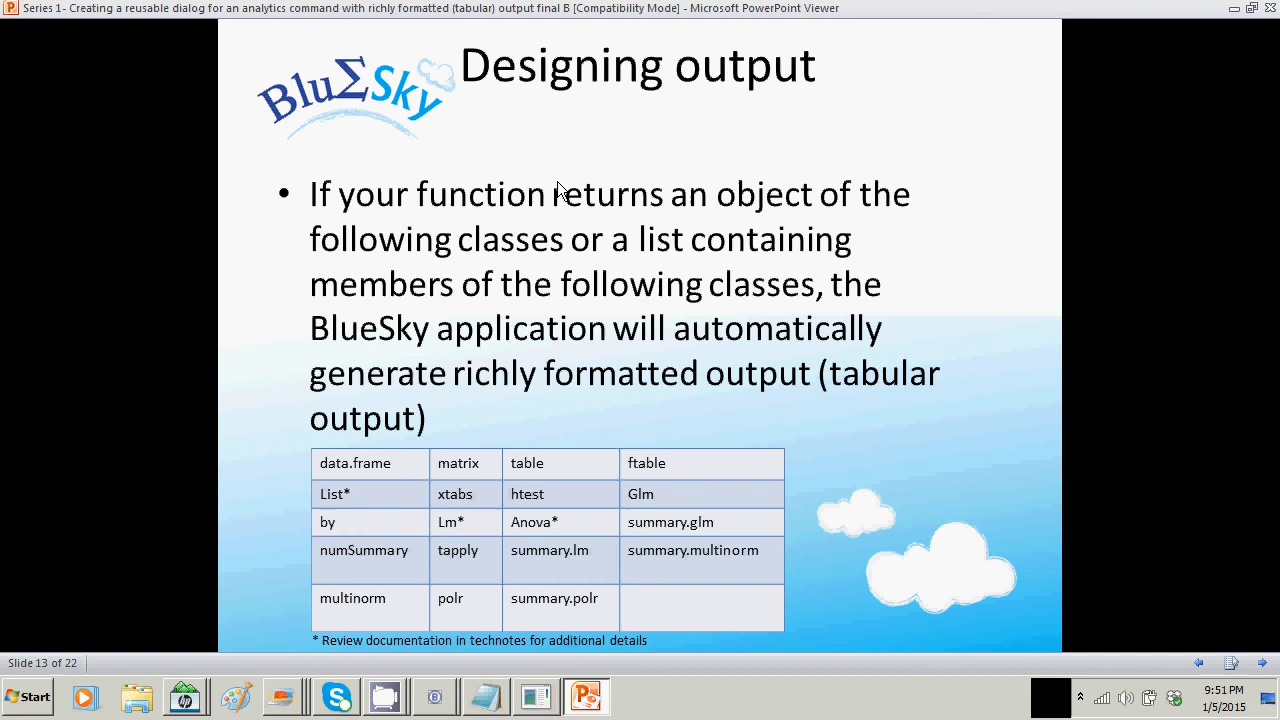 Series 1- Creating a reusable dialog for an analytics command with richly formatted (tabular) output final B [Compatibility Mode] - Microsoft PowerPoint Viewer
BluΣSky
Designing output
• If your function returns an object of the
following classes or a list containing
members of the following classes, the
BlueSky application will automatically
generate richly formatted output (tabular
output)
data.frame matrix table ftable
List* xtabs htest Glm
by Lm* Anova* summary.glm
numSummary tapply summary.lm summary.multinorm
multinorm polr summary.polr
* Review documentation in technotes for additional details
Slide 13 of 22
Start
9:51 PM
1/5/2015